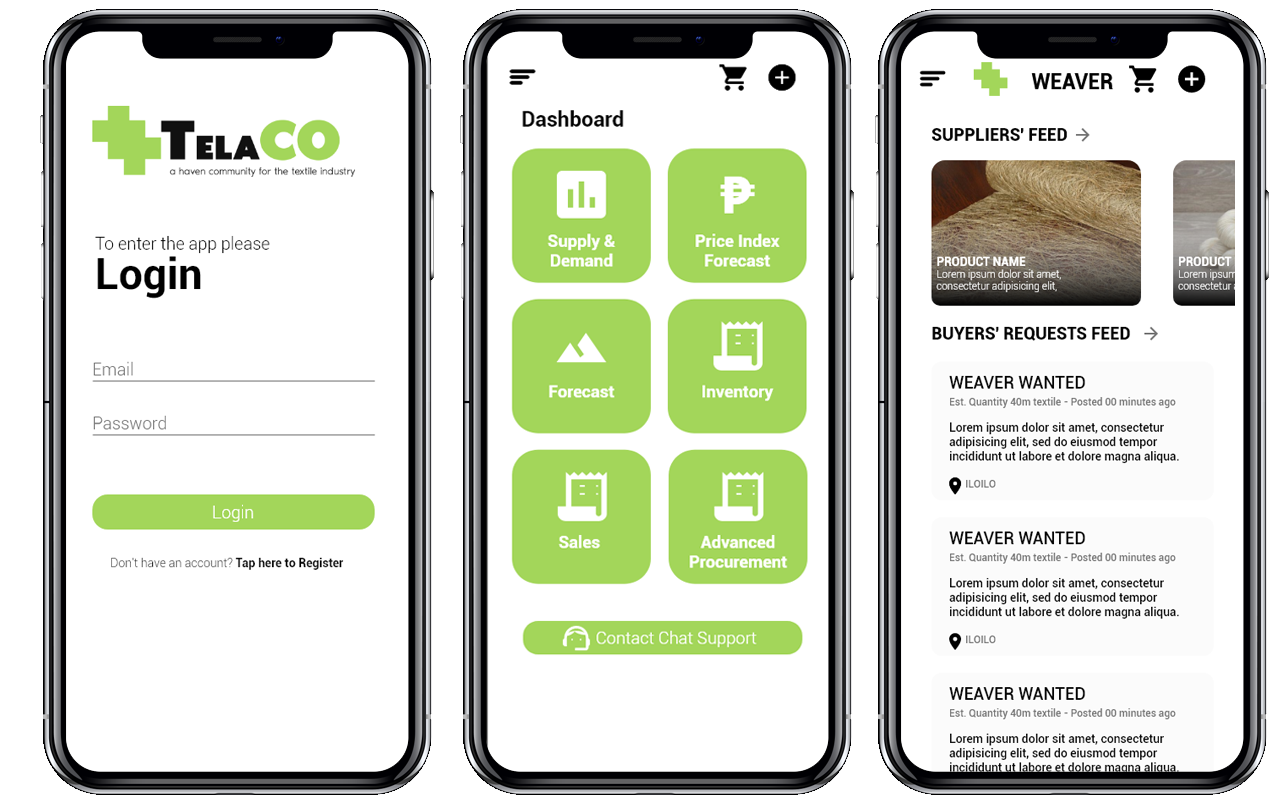 TELACO
a haven community for the textile industry
To enter the app please
Login
Email
Password
Login
Don't have an account? Tap here to Register
Dashboard
Supply &
Demand
Price Index
Forecast
Forecast
Inventory
Sales
Advanced
Procurement
Contact Chat Support
WEAVER
SUPPLIERS' FEED
PRODUCT NAME
Lorem ipsum dolor sit amet,
consectetur adipisicing elit,
PRODUCT
Lorem ipsum
consectetur a
BUYERS' REQUESTS FEED
WEAVER WANTED
Est. Quantity 40m textile - Posted 00 minutes ago
Lorem ipsum dolor sit amet, consectetur
adipisicing elit, sed do eiusmod tempor
incididunt ut labore et dolore magna aliqua.
ILOILO
WEAVER WANTED
Est. Quantity 40m textile - Posted 00 minutes ago
Lorem ipsum dolor sit amet, consectetur
adipisicing elit, sed do eiusmod tempor
incididunt ut labore et dolore magna aliqua.
ILOILO
WEAVER WANTED
Est. Quantity 40m textile - Posted 00 minutes ago
Lorem ipsum dolor sit amet, consectetur
adipisicing elit, sed do eiusmod tempor
incididunt ut labore et dolore magna aliqua.